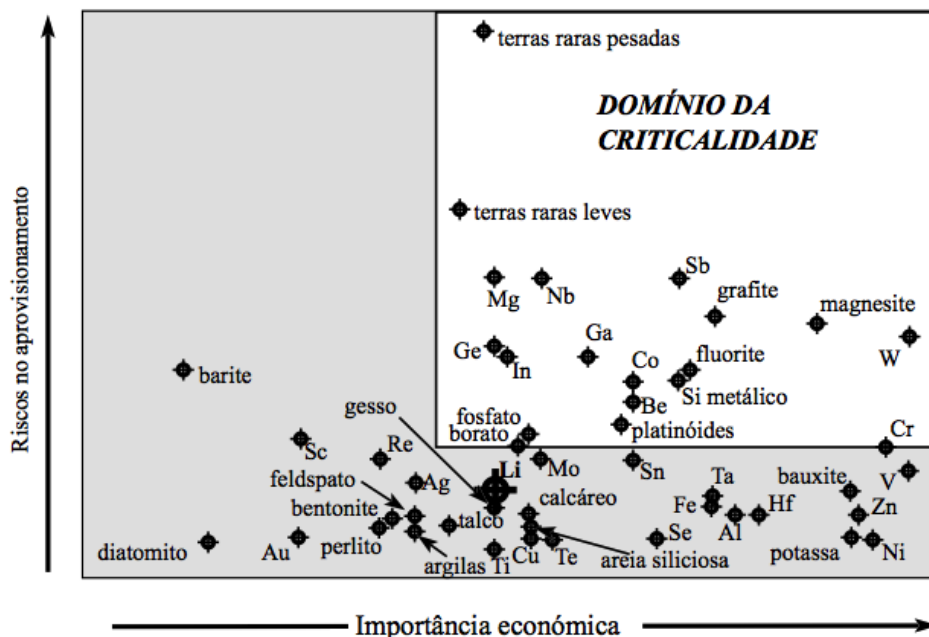 Riscos no aprovisionamento
terras raras pesadas
DOMÍNIO DA
CRITICALIDADE
terras raras leves
Mg
Nb
Sb
grafite
magnesite
W
Ge
In
Ga
Co
fluorite
Si metálico
Be
platinóides
barite
gesso
fosfato
borato
Cr
Sc
Re
Li
Mo
Sn
V
feldspato
Ag
Ta
bauxite
bentonite
calcáreo
Fe
Al
Hf
Zn
talco
diatomito
Au
perlito
argilas
Ti
Cu
Te
areia siliciosa
Se
potassa
Ni
Importância económica